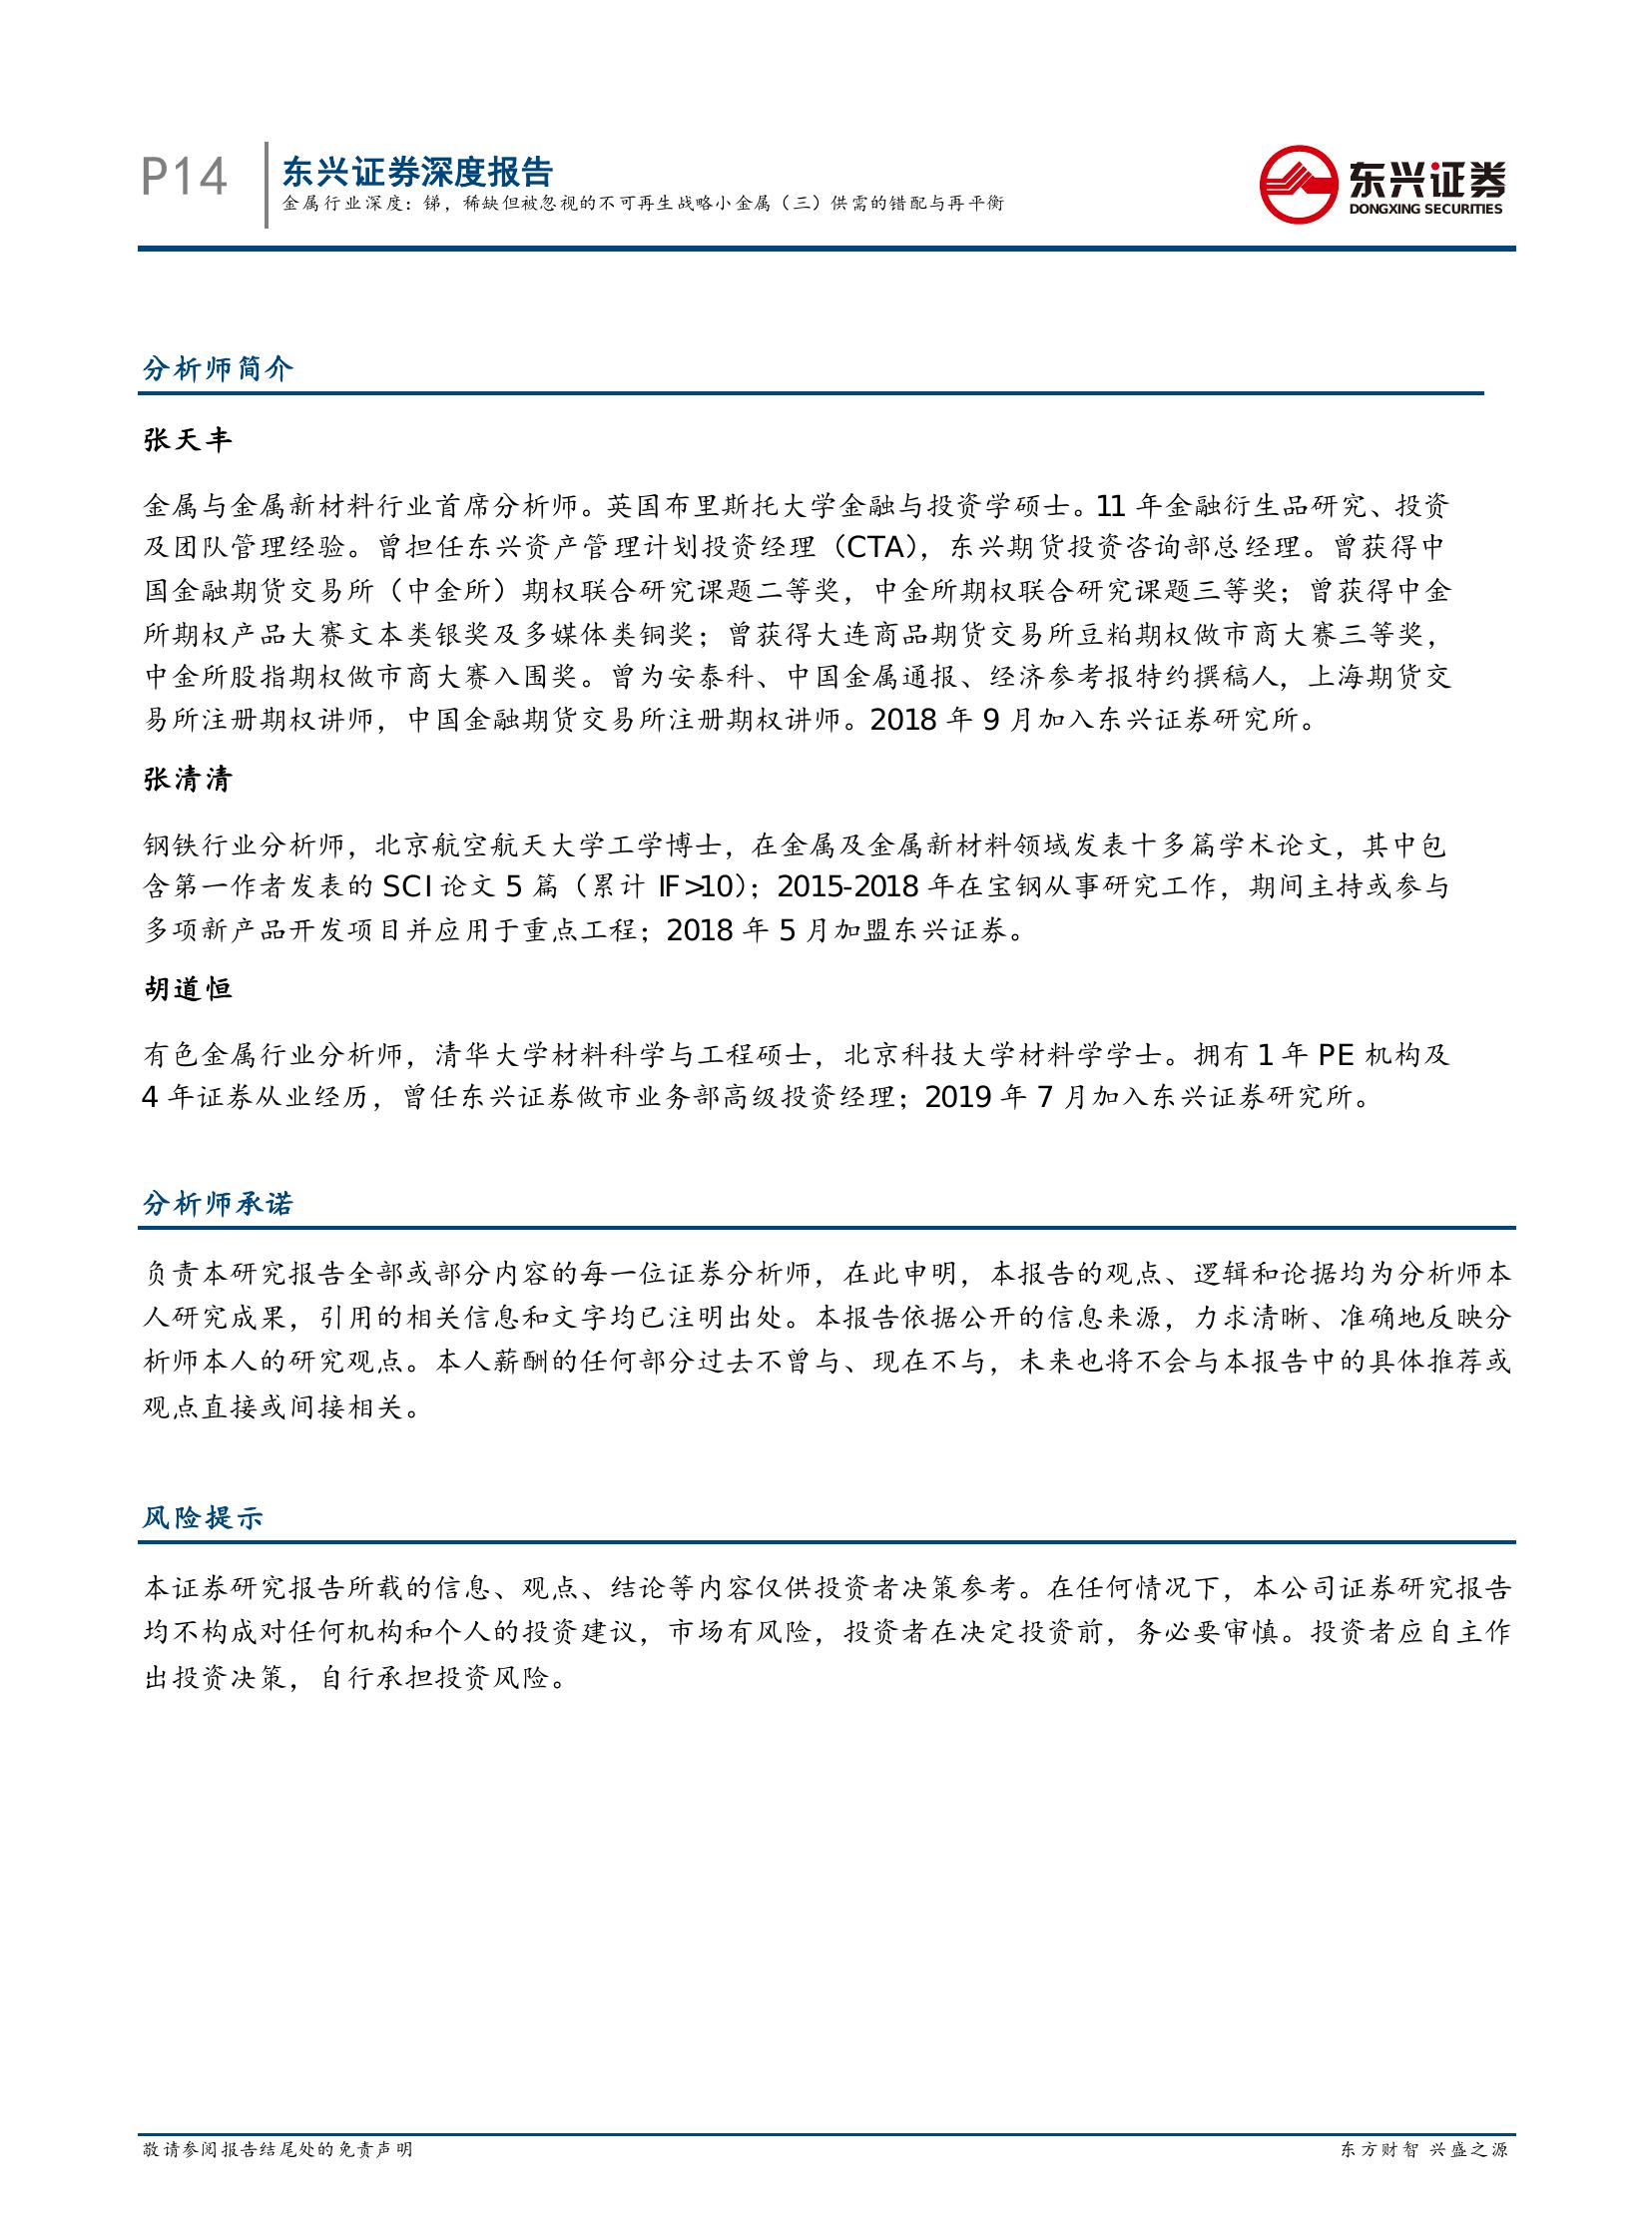 P14
东兴证券深度报告
金属行业深度：锑，稀缺但被忽视的不可再生战略小金属（三）供需的错配与再平衡
东兴证券
DONGXING SECURITIES
分析师简介
张天丰
金属与金属新材料行业首席分析师。英国布里斯托大学金融与投资学硕士。11 年金融衍生品研究、投资
及团队管理经验。曾担任东兴资产管理计划投资经理（CTA），东兴期货投资咨询部总经理。曾获得中
国金融期货交易所（中金所）期权联合研究课题二等奖，中金所期权联合研究课题三等奖；曾获得中金
所期权产品大赛文本类银奖及多媒体类铜奖；曾获得大连商品期货交易所豆粕期权做市商大赛三等奖，
中金所股指期权做市商大赛入围奖。曾为安泰科、中国金属通报、经济参考报特约撰稿人，上海期货交
易所注册期权讲师，中国金融期货交易所注册期权讲师。2018 年 9 月加入东兴证券研究所。
张清清
钢铁行业分析师，北京航空航天大学工学博士，在金属及金属新材料领域发表十多篇学术论文，其中包
含第一作者发表的 SCI 论文 5 篇（累计 IF>10）；2015-2018 年在宝钢从事研究工作，期间主持或参与
多项新产品开发项目并应用于重点工程；2018 年 5 月加盟东兴证券。
胡道恒
有色金属行业分析师，清华大学材料科学与工程硕士，北京科技大学材料学学士。拥有 1 年 PE 机构及
4 年证券从业经历，曾任东兴证券做市业务部高级投资经理；2019 年 7 月加入东兴证券研究所。
分析师承诺
负责本研究报告全部或部分内容的每一位证券分析师，在此申明，本报告的观点、逻辑和论据均为分析师本
人研究成果，引用的相关信息和文字均已注明出处。本报告依据公开的信息来源，力求清晰、准确地反映分
析师本人的研究观点。本人薪酬的任何部分过去不曾与、现在不与，未来也将不会与本报告中的具体推荐或
观点直接或间接相关。
风险提示
本证券研究报告所载的信息、观点、结论等内容仅供投资者决策参考。在任何情况下，本公司证券研究报告
均不构成对任何机构和个人的投资建议，市场有风险，投资者在决定投资前，务必要审慎。投资者应自主作
出投资决策，自行承担投资风险。
敬请参阅报告结尾处的免责声明
东方财智 兴盛之源